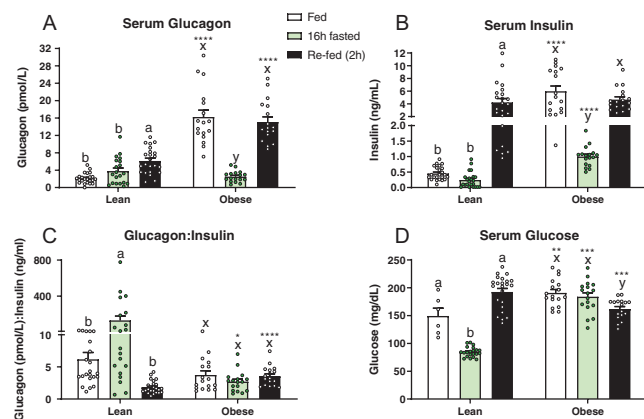 A
Serum Glucagon
Glucagon (pmol/L)
32
28
24
20
16
12
8
4
0
b
b
a
****
x
y
****
x
Lean
Obese
Fed
16h fasted
Re-fed (2h)
B
Serum Insulin
Insulin (ng/mL)
12
10
8
6
4
2
2.0
1.5
1.0
0.5
0.0
b
b
a
****
x
****
y
x
Lean
Obese
C
Glucagon:Insulin
Glucagon (pmol/L):Insulin (ng/ml)
800
400
10
5
0
b
a
b
x
*
x
****
x
Lean
Obese
D
Serum Glucose
Glucose (mg/dL)
250
200
150
100
50
0
a
b
a
**
x
***
x
***
y
Lean
Obese